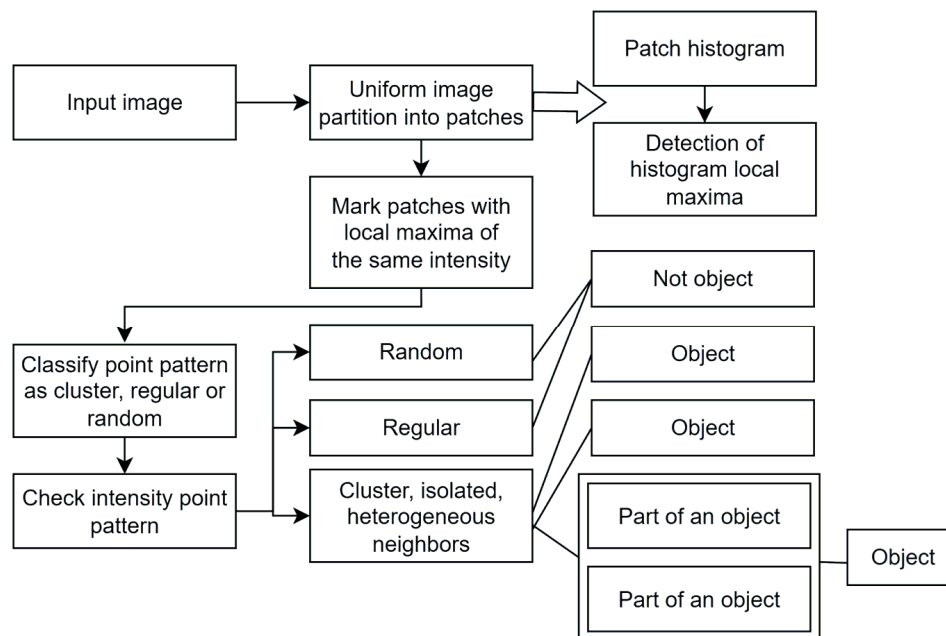 Input image
Uniform image
partition into patches
Patch histogram
Detection of
histogram local
maxima
Mark patches with
local maxima of
the same intensity
Classify point pattern
as cluster, regular or
random
Check intensity point
pattern
Random
Regular
Cluster, isolated,
heterogeneous
neighbors
Not object
Object
Object
Part of an object
Part of an object
Object